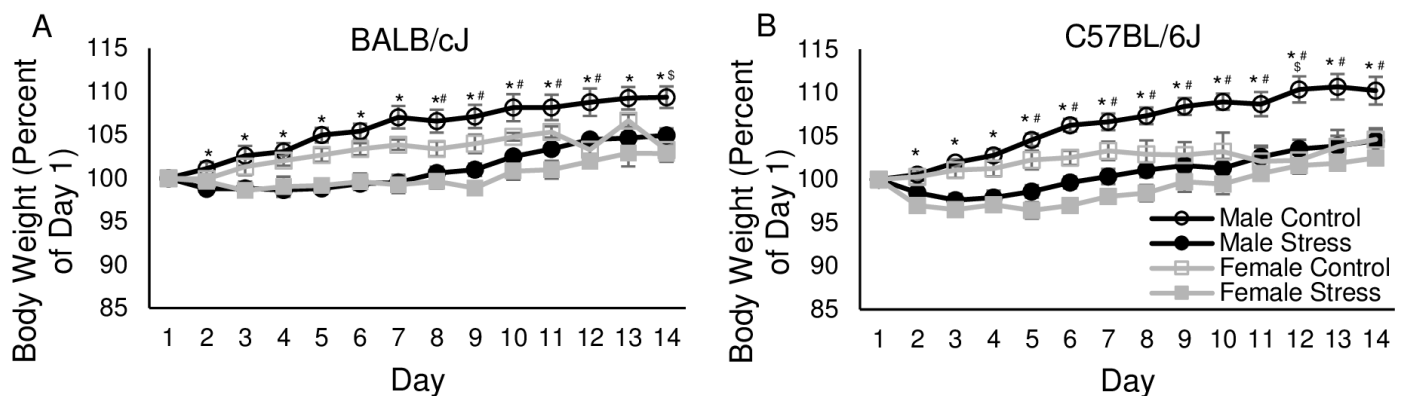 A
BALB/cJ
Body Weight (Percent
of Day 1)
115
110
105
100
95
90
85
* * * * * * *# *# *# *# *# * *$
1 2 3 4 5 6 7 8 9 10 11 12 13 14
Day
B
C57BL/6J
Body Weight (Percent
of Day 1)
115
110
105
100
95
90
85
* * * *# *# *# *# *# *# *# *# *# *#
$
Male Control
Male Stress
Female Control
Female Stress
1 2 3 4 5 6 7 8 9 10 11 12 13 14
Day